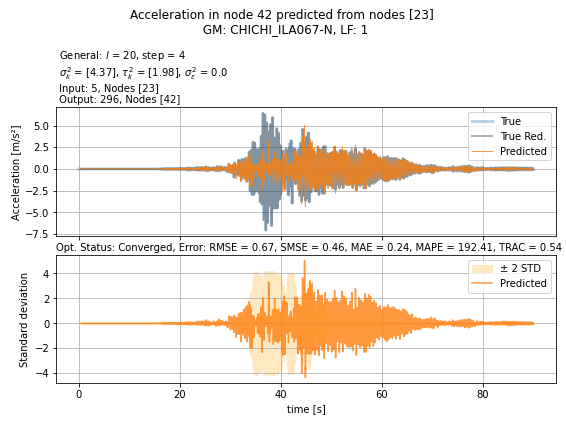 Acceleration in node 42 predicted from nodes [23]
GM: CHICHI_ILA067-N, LF: 1
General: l = 20, step = 4
σ²ₖ = [4.37], τ²ₖ = [1.98], σ²ε = 0.0
Input: 5, Nodes [23]
Output: 296, Nodes [42]
Acceleration [m/s²]
5.0
2.5
0.0
−2.5
−5.0
−7.5
True
True Red.
Predicted
Opt. Status: Converged, Error: RMSE = 0.67, SMSE = 0.46, MAE = 0.24, MAPE = 192.41, TRAC = 0.54
Standard deviation
4
2
0
−2
−4
± 2 STD
Predicted
0 20 40 60 80
time [s]